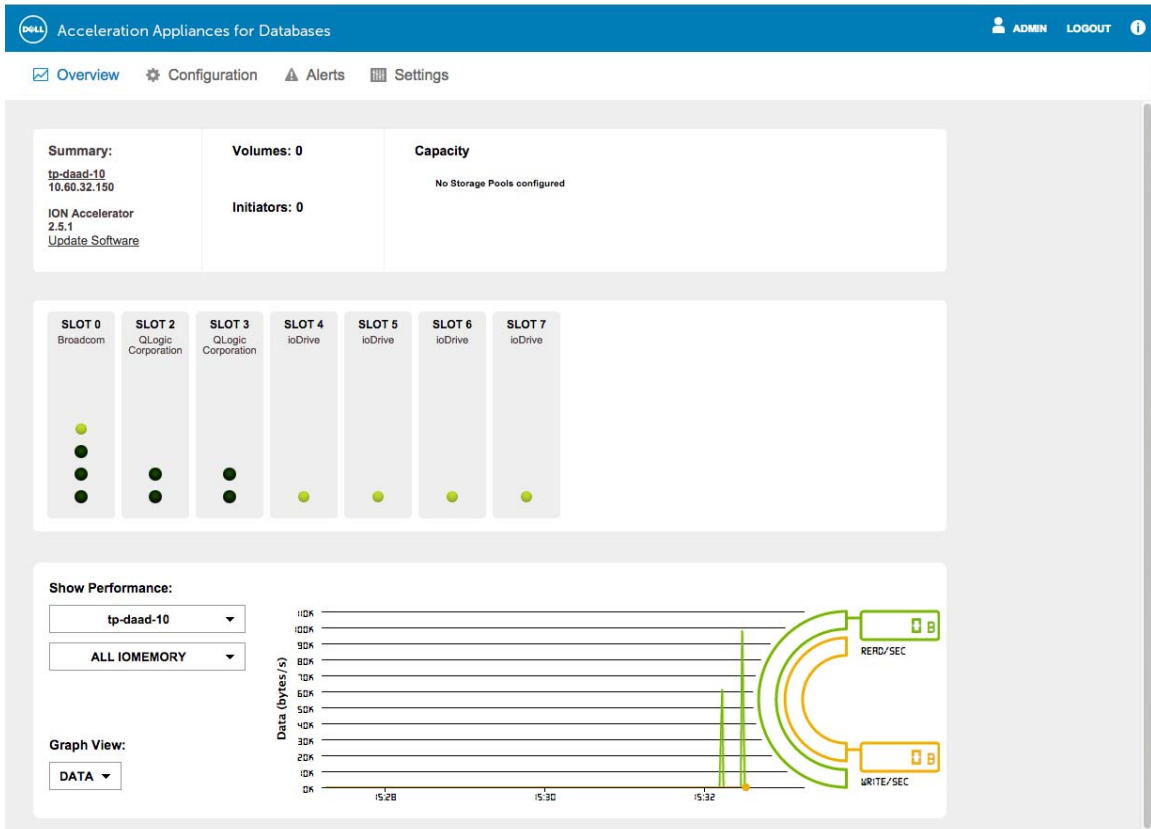 DELL
Acceleration Appliances for Databases
ADMIN
LOGOUT
i
Overview
Configuration
Alerts
Settings
Summary:
tp-daad-10
10.60.32.150
ION Accelerator
2.5.1
Update Software
Volumes: 0
Initiators: 0
Capacity
No Storage Pools configured
SLOT 0
Broadcom
SLOT 2
QLogic
Corporation
SLOT 3
QLogic
Corporation
SLOT 4
ioDrive
SLOT 5
ioDrive
SLOT 6
ioDrive
SLOT 7
ioDrive
Show Performance:
tp-daad-10
ALL IOMEMORY
Graph View:
DATA
Data (bytes/s)
110K
100K
90K
80K
70K
60K
50K
40K
30K
20K
10K
0K
15:28
15:30
15:32
0 B
READ/SEC
0 B
WRITE/SEC